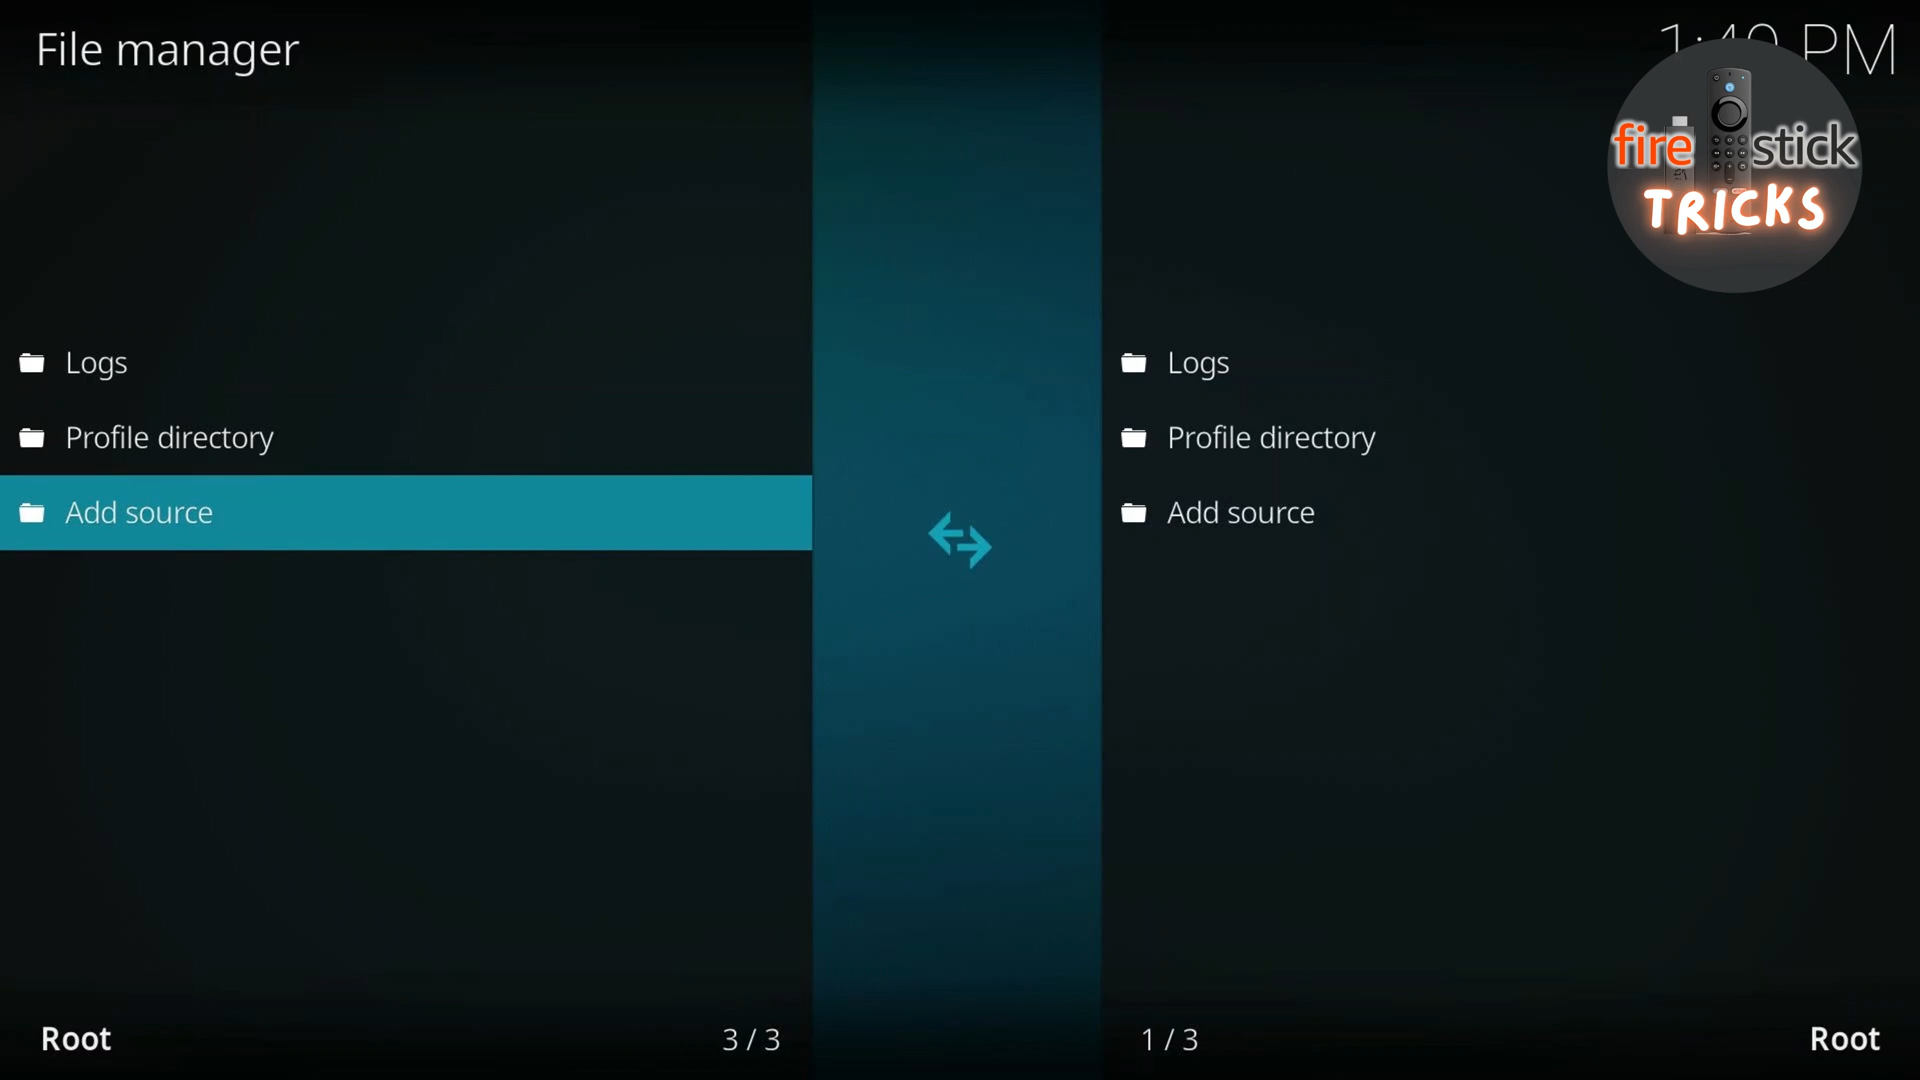 File manager
PM
fire stick
TRICKS
Logs
Profile directory
Add source
Logs
Profile directory
Add source
Root
3 / 3
1 / 3
Root